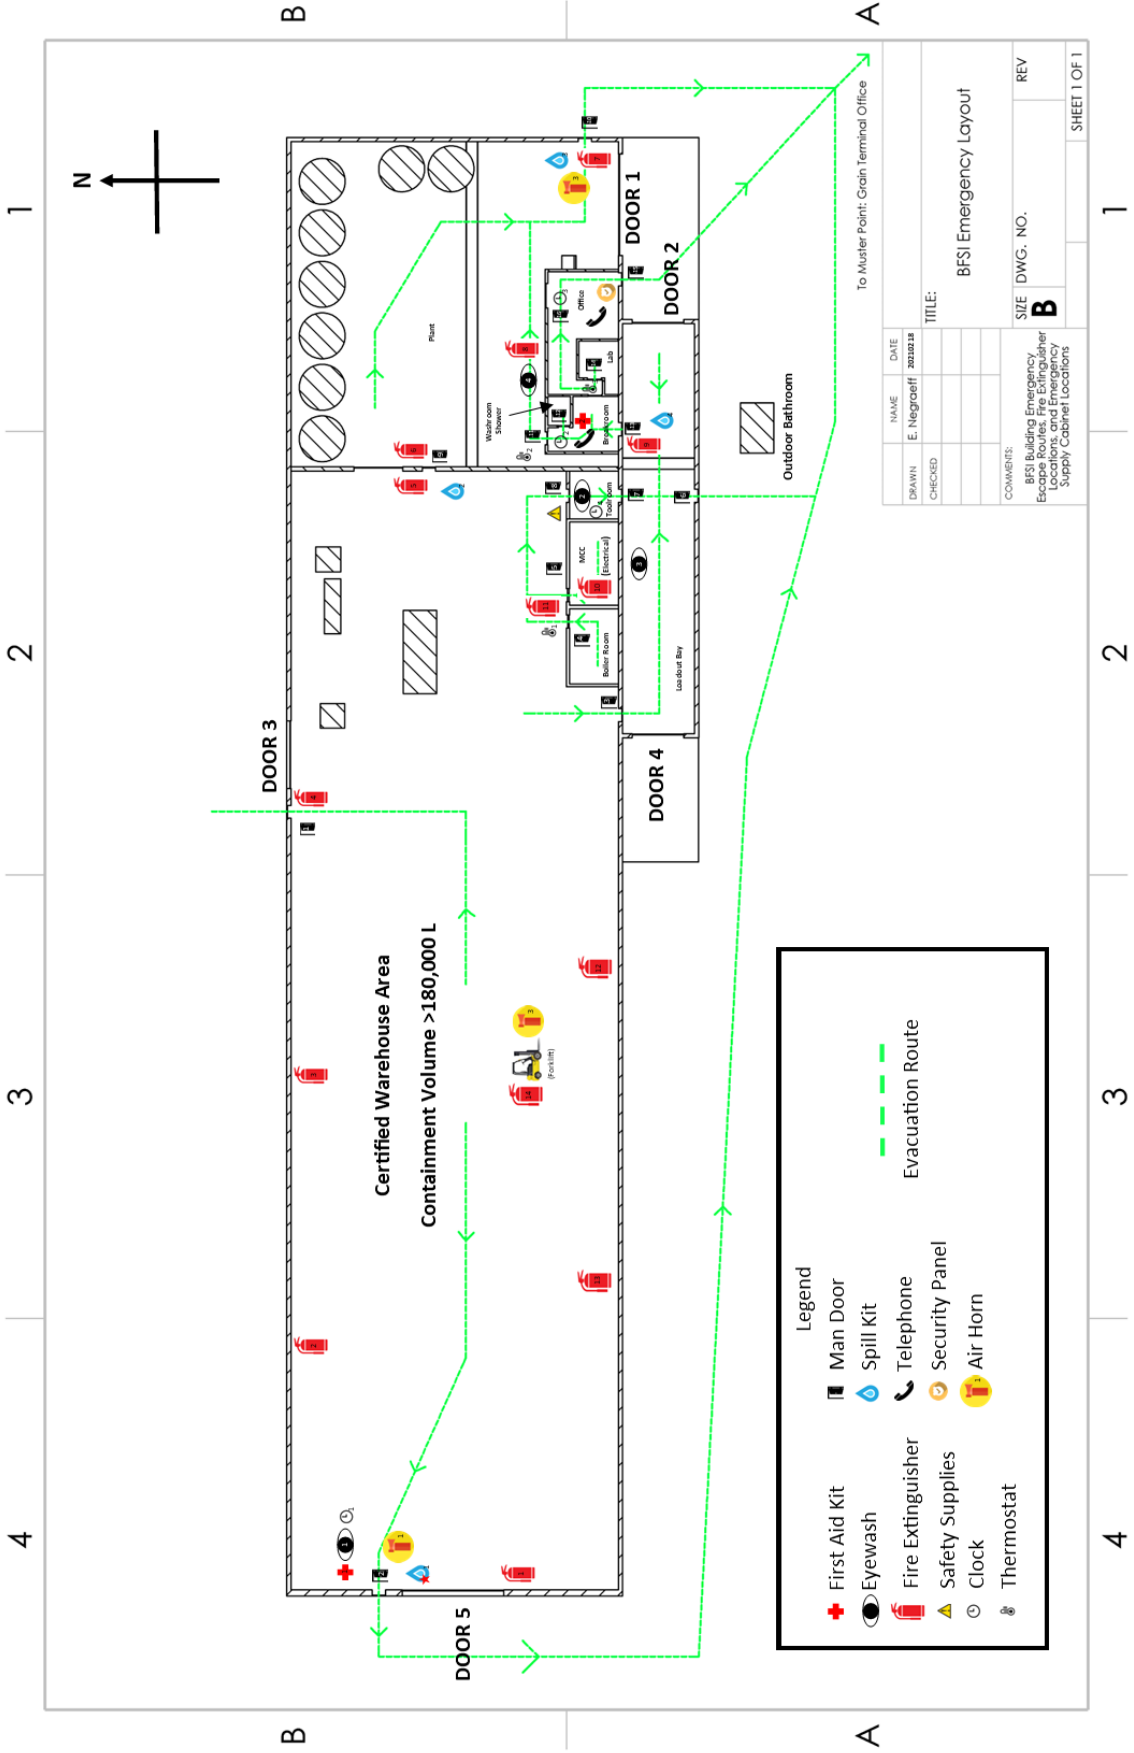 B
A
1
2
3
4
1
2
3
4
B
A
N
DOOR 3
DOOR 1
DOOR 2
DOOR 4
DOOR 5
Plant
Washroom
Shower
Office
Lab
Breakroom
Toolroom
MCC
(Electrical)
Boiler Room
Loadout Bay
Outdoor Bathroom
Certified Warehouse Area
Containment Volume >180,000 L
(Forklift)
To Muster Point: Grain Terminal Office
Legend
First Aid Kit
Eyewash
Fire Extinguisher
Safety Supplies
Clock
Thermostat
Man Door
Spill Kit
Telephone
Security Panel
Air Horn
Evacuation Route
NAME
DATE
DRAWN
E. Negraeff
20210218
CHECKED
COMMENTS:
BFSI Building Emergency
Escape Routes, Fire Extinguisher
Locations, and Emergency
Supply Cabinet Locations
TITLE:
BFSI Emergency Layout
SIZE
B
DWG. NO.
REV
SHEET 1 OF 1